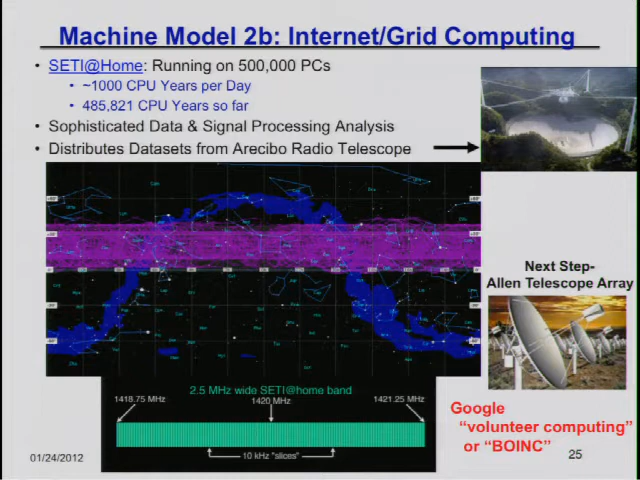 Machine Model 2b: Internet/Grid Computing
• SETI@Home: Running on 500,000 PCs
• ~1000 CPU Years per Day
• 485,821 CPU Years so far
• Sophisticated Data & Signal Processing Analysis
• Distributes Datasets from Arecibo Radio Telescope
Next Step-
Allen Telescope Array
2.5 MHz wide SETI@home band
1418.75 MHz
1420 MHz
1421.25 MHz
10 kHz "slices"
Google
“volunteer computing”
or “BOINC”
01/24/2012
25